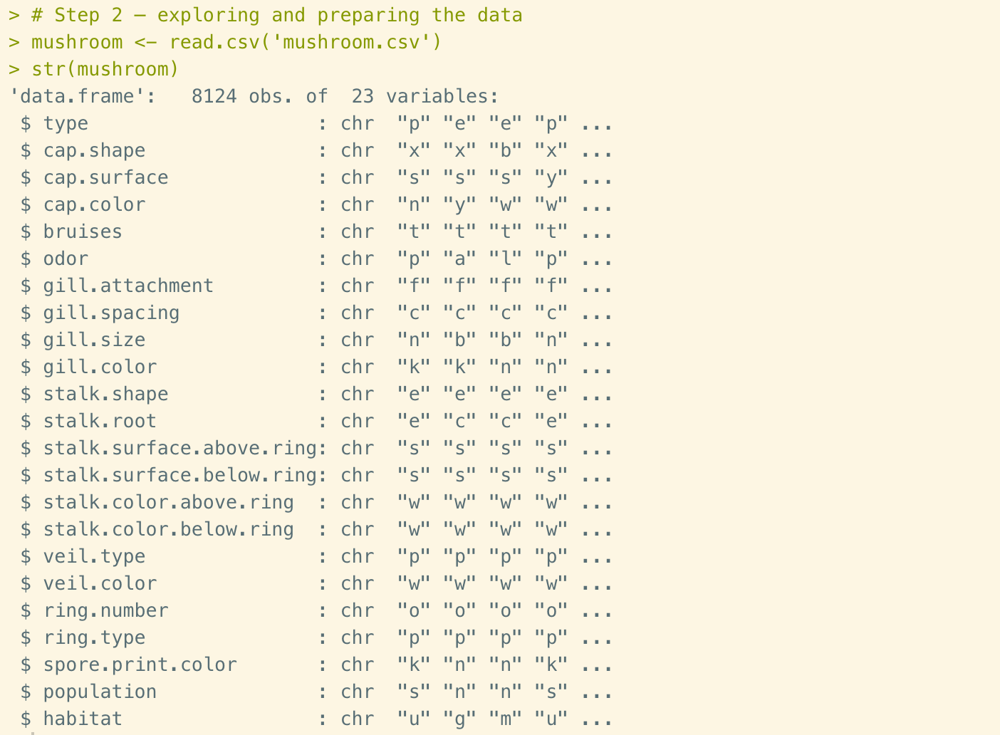 > # Step 2 – exploring and preparing the data
> mushroom <- read.csv('mushroom.csv')
> str(mushroom)
'data.frame':   8124 obs. of  23 variables:
 $ type                    : chr  "p" "e" "e" "p" ...
 $ cap.shape               : chr  "x" "x" "b" "x" ...
 $ cap.surface             : chr  "s" "s" "s" "y" ...
 $ cap.color               : chr  "n" "y" "w" "w" ...
 $ bruises                 : chr  "t" "t" "t" "t" ...
 $ odor                    : chr  "p" "a" "l" "p" ...
 $ gill.attachment         : chr  "f" "f" "f" "f" ...
 $ gill.spacing            : chr  "c" "c" "c" "c" ...
 $ gill.size               : chr  "n" "b" "b" "n" ...
 $ gill.color              : chr  "k" "k" "n" "n" ...
 $ stalk.shape             : chr  "e" "e" "e" "e" ...
 $ stalk.root              : chr  "e" "c" "c" "e" ...
 $ stalk.surface.above.ring: chr  "s" "s" "s" "s" ...
 $ stalk.surface.below.ring: chr  "s" "s" "s" "s" ...
 $ stalk.color.above.ring  : chr  "w" "w" "w" "w" ...
 $ stalk.color.below.ring  : chr  "w" "w" "w" "w" ...
 $ veil.type               : chr  "p" "p" "p" "p" ...
 $ veil.color              : chr  "w" "w" "w" "w" ...
 $ ring.number             : chr  "o" "o" "o" "o" ...
 $ ring.type               : chr  "p" "p" "p" "p" ...
 $ spore.print.color       : chr  "k" "n" "n" "k" ...
 $ population              : chr  "s" "n" "n" "s" ...
 $ habitat                 : chr  "u" "g" "m" "u" ...